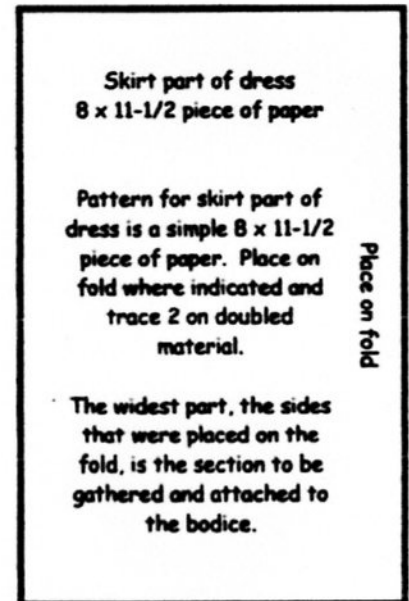 Skirt part of dress
8 x 11-1/2 piece of paper
Pattern for skirt part of
dress is a simple 8 x 11-1/2
piece of paper. Place on
fold where indicated and
trace 2 on doubled
material.
Place on fold
The widest part, the sides
that were placed on the
fold, is the section to be
gathered and attached to
the bodice.